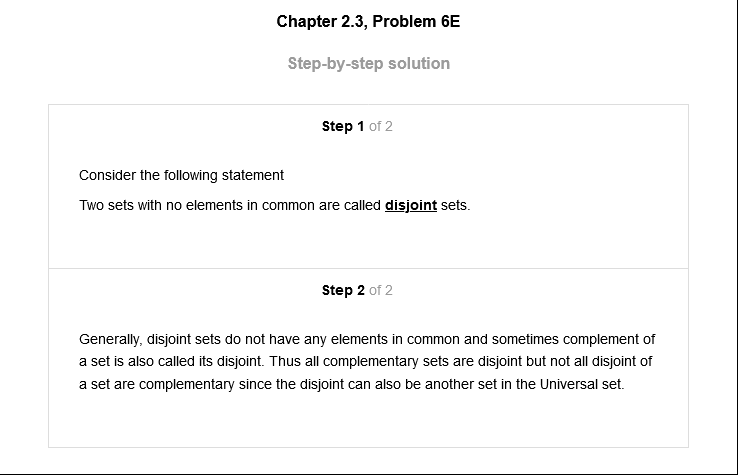 Chapter 2.3, Problem 6E
Step-by-step solution
Step 1 of 2
Consider the following statement
Two sets with no elements in common are called disjoint sets.
Step 2 of 2
Generally, disjoint sets do not have any elements in common and sometimes complement of
a set is also called its disjoint. Thus all complementary sets are disjoint but not all disjoint of
a set are complementary since the disjoint can also be another set in the Universal set.